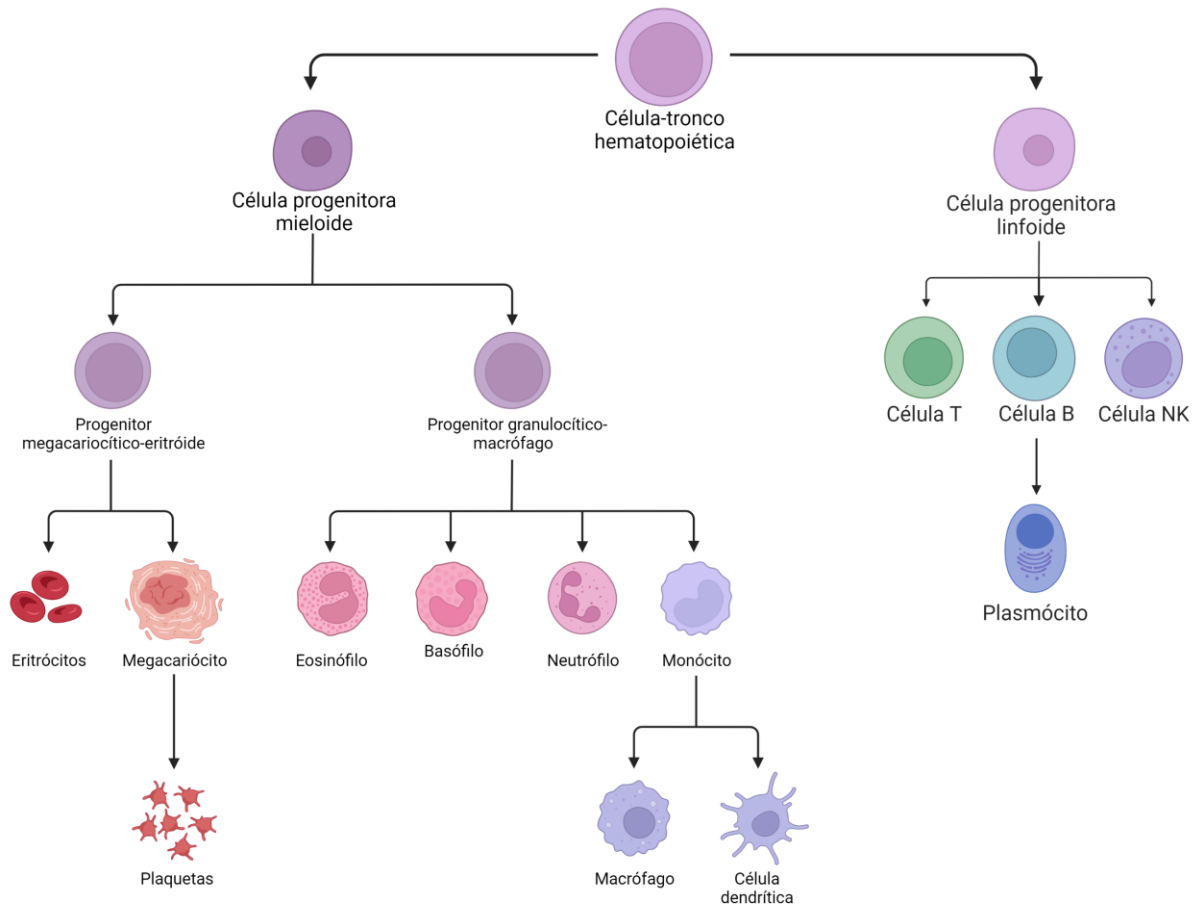 Célula-tronco
hematopoiética
Célula progenitora
mieloide
Célula progenitora
linfoide
Progenitor
megacariocítico-eritróide
Progenitor granulocítico-
macrófago
Célula T
Célula B
Célula NK
Plasmócito
Eritrócitos
Megacariócito
Eosinófilo
Basófilo
Neutrófilo
Monócito
Plaquetas
Macrófago
Célula
dendrítica